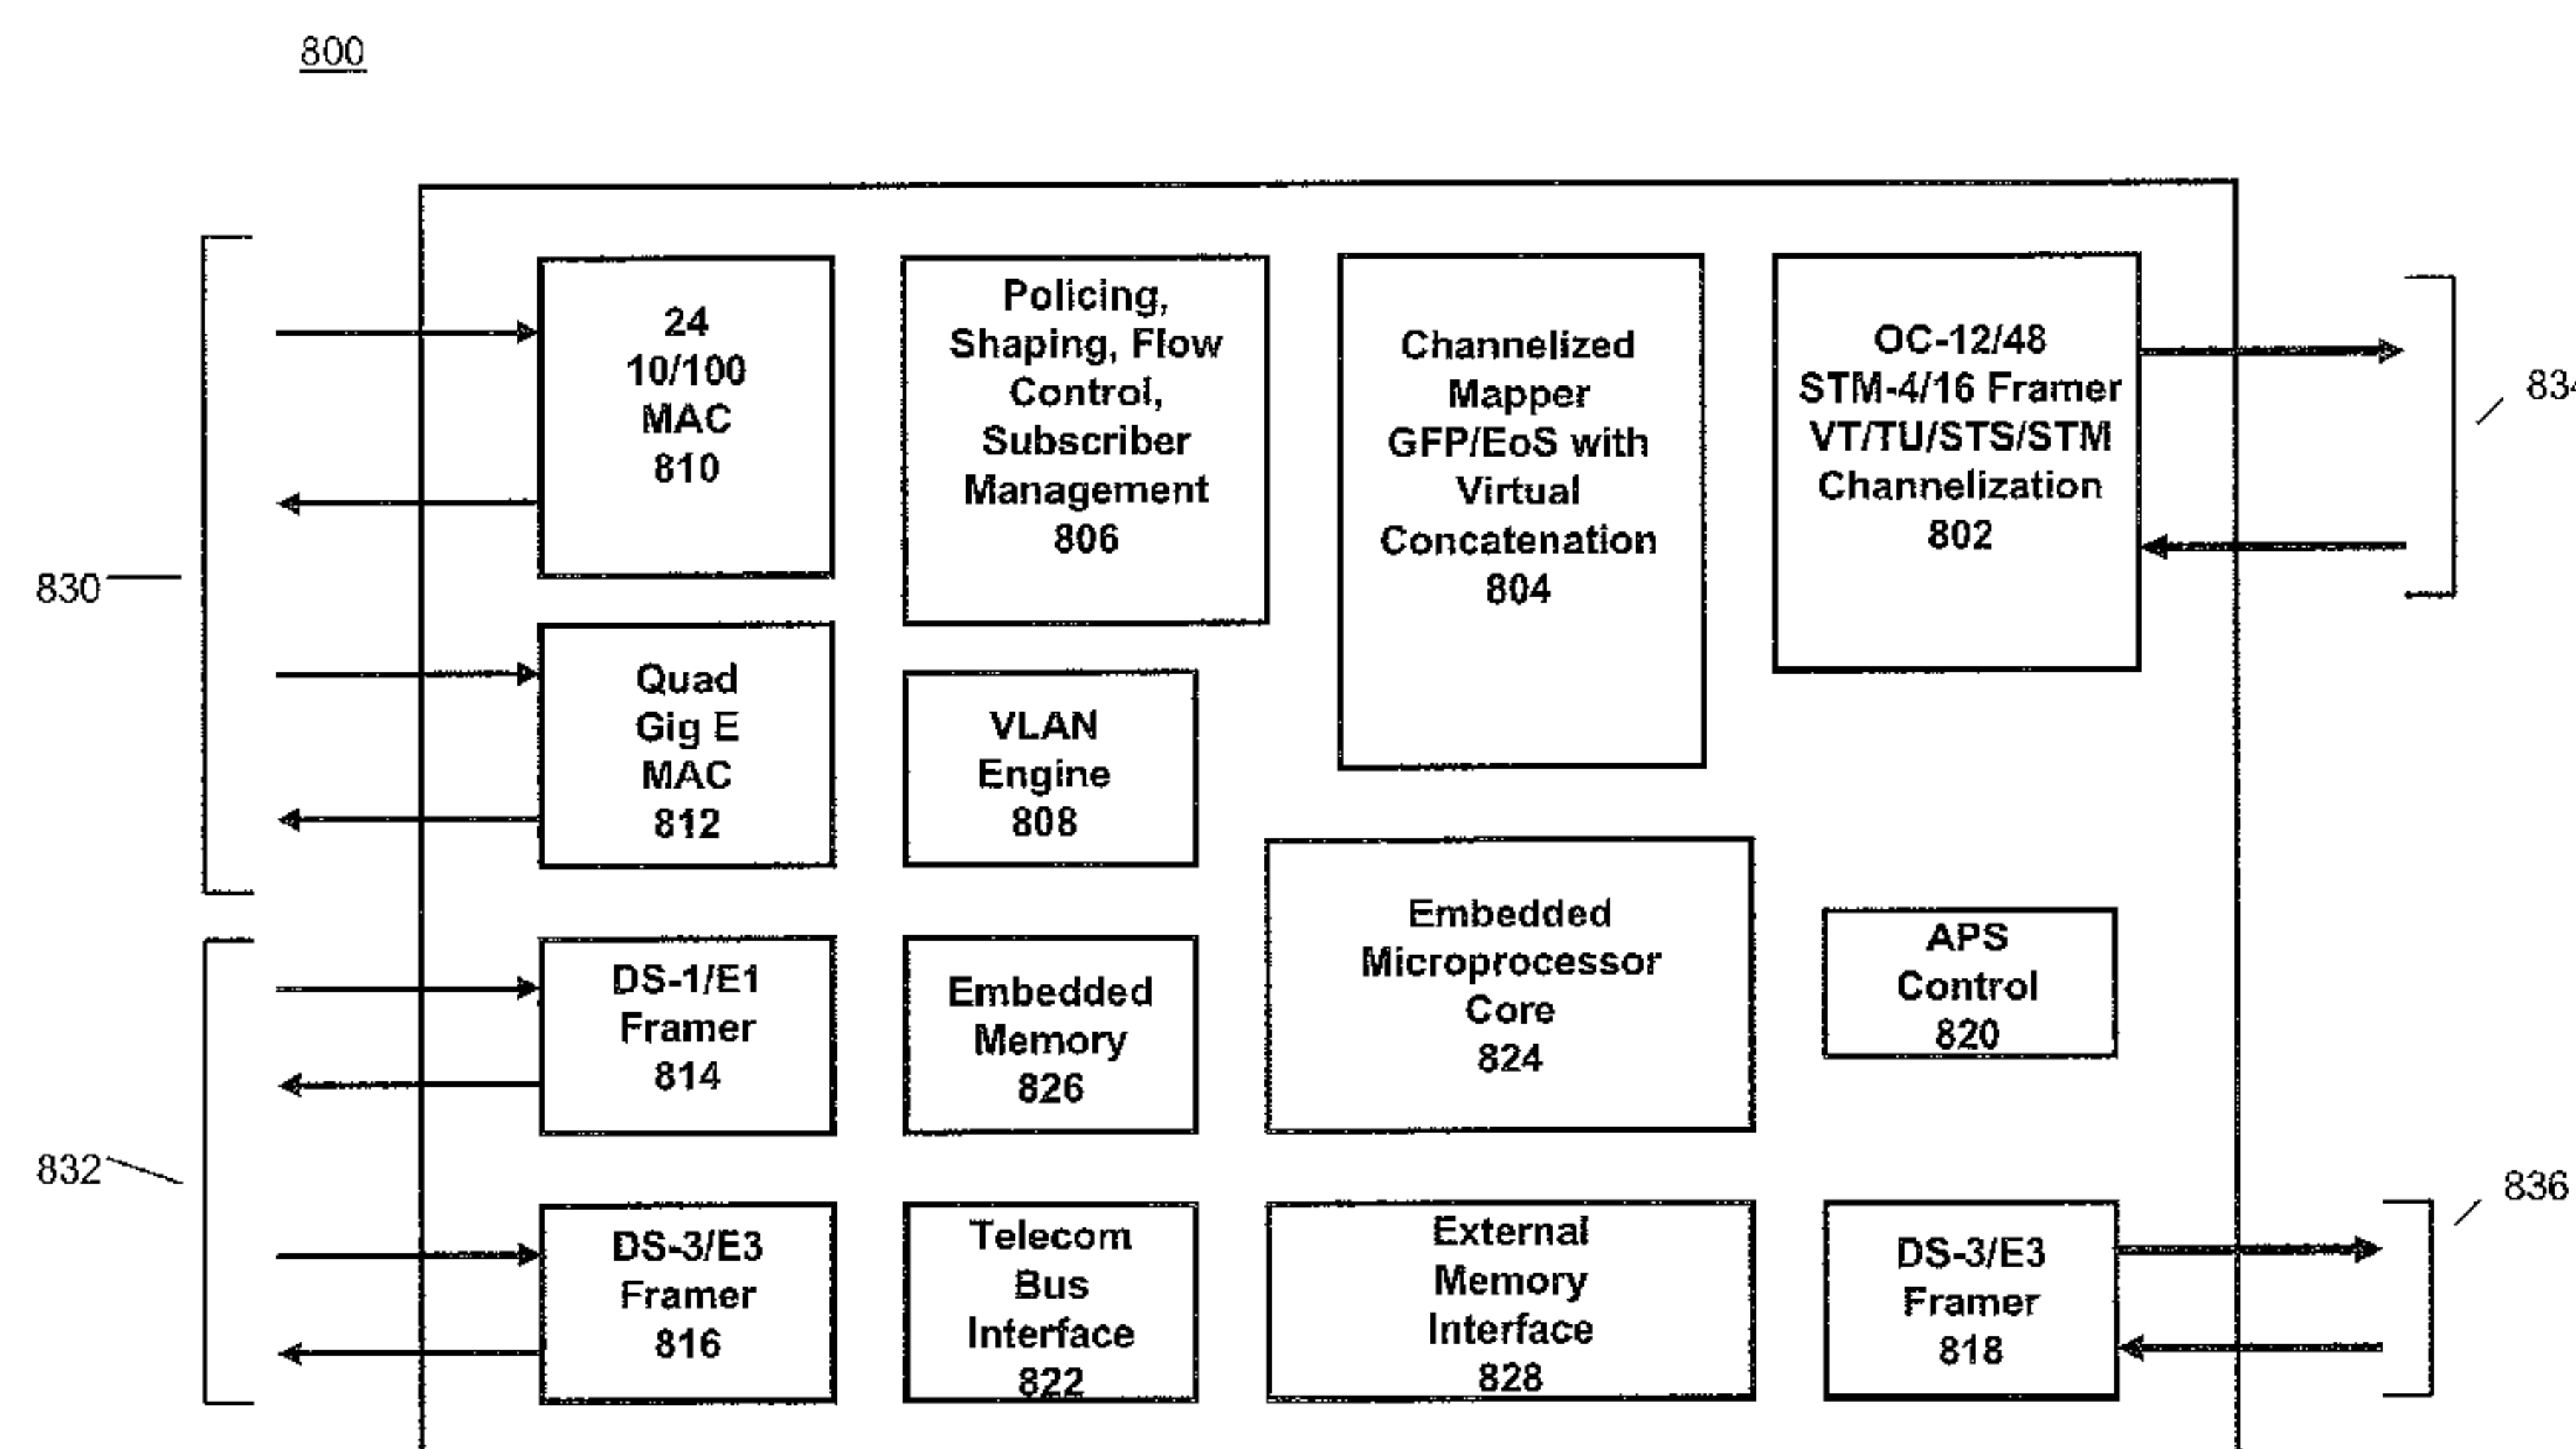 800
24
10/100
MAC
810
Policing,
Shaping, Flow
Control,
Subscriber
Management
806
Channelized
Mapper
GFP/EoS with
Virtual
Concatenation
804
OC-12/48
STM-4/16 Framer
VT/TU/STS/STM
Channelization
802
830
Quad
Gig E
MAC
812
VLAN
Engine
808
DS-1/E1
Framer
814
Embedded
Memory
826
Embedded
Microprocessor
Core
824
APS
Control
820
832
DS-3/E3
Framer
816
Telecom
Bus
Interface
822
External
Memory
Interface
828
DS-3/E3
Framer
818
836